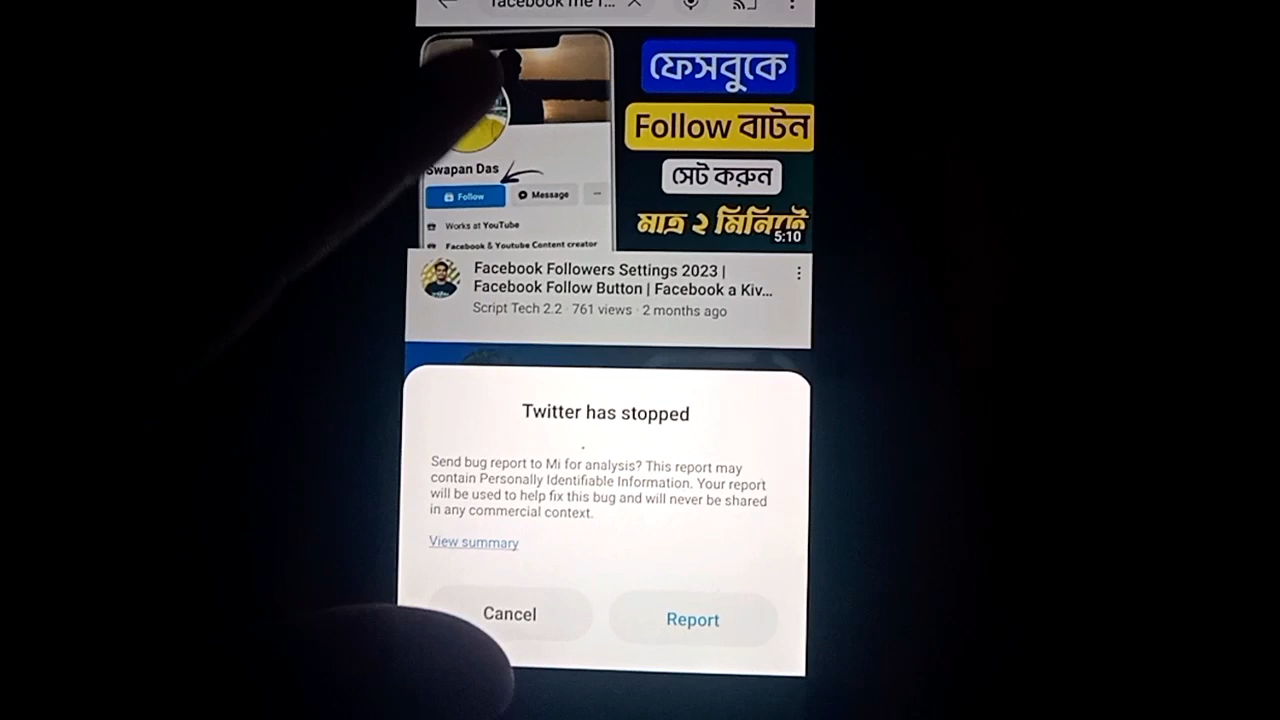 facebook me f...
ফেসবুকে
Follow বাটন
সেট করুন
মাত্র ২ মিনিটে
5:10
Swapan Das
Follow
Message
Works at YouTube
Facebook & Youtube Content creator
Facebook Followers Settings 2023 |
Facebook Follow Button | Facebook a Kiv...
Script Tech 2.2 · 761 views · 2 months ago
Twitter has stopped
Send bug report to Mi for analysis? This report may
contain Personally Identifiable Information. Your report
will be used to help fix this bug and will never be shared
in any commercial context.
View summary
Cancel
Report